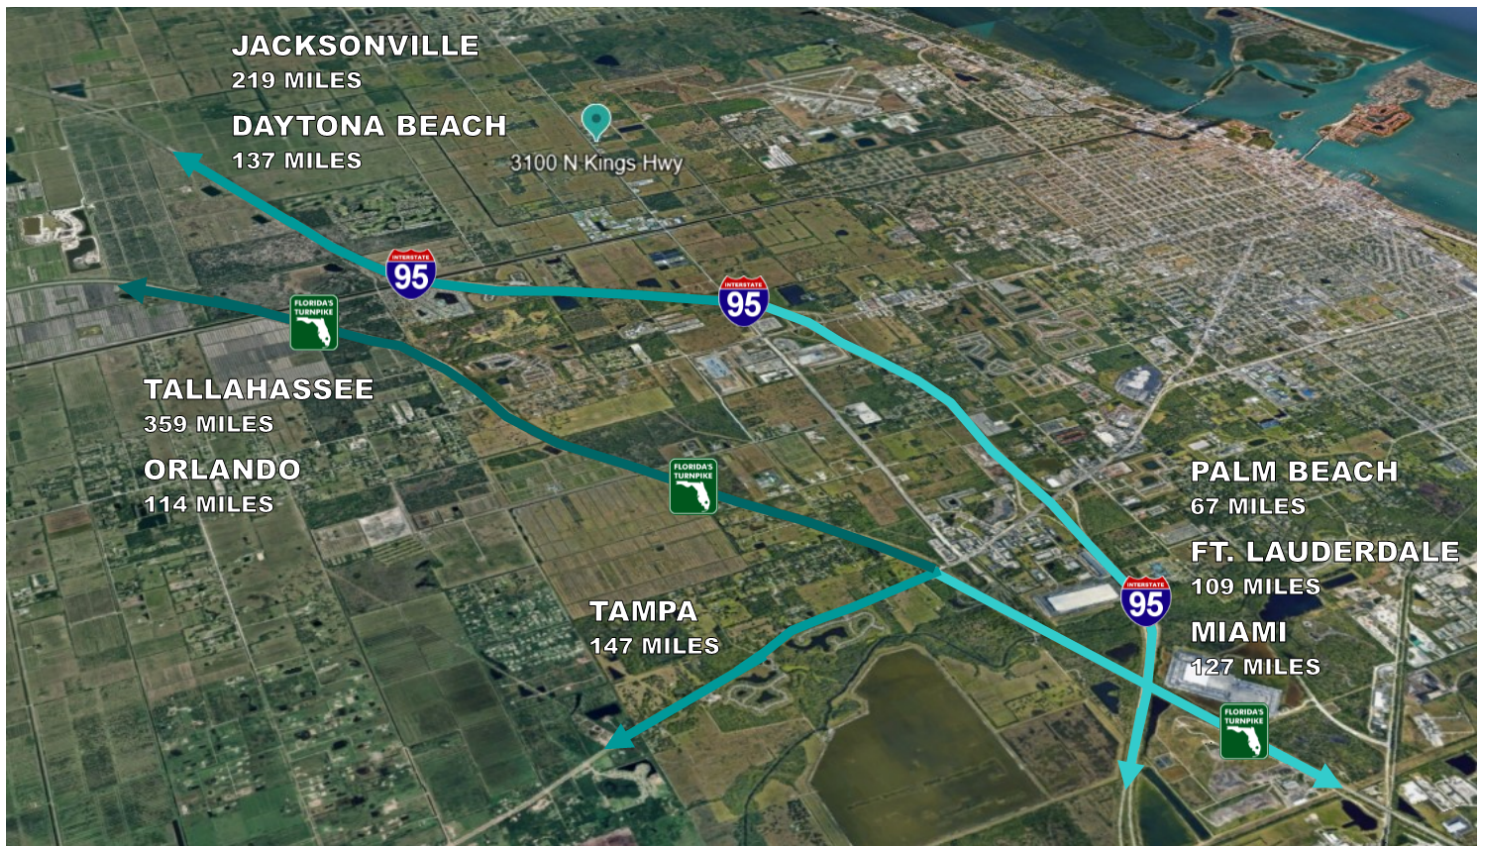 JACKSONVILLE
219 MILES
DAYTONA BEACH
137 MILES
3100 N Kings Hwy
INTERSTATE
95
INTERSTATE
95
FLORIDA'S
TURNPIKE
TALLAHASSEE
359 MILES
ORLANDO
114 MILES
FLORIDA'S
TURNPIKE
PALM BEACH
67 MILES
FT. LAUDERDALE
109 MILES
INTERSTATE
95
TAMPA
147 MILES
MIAMI
127 MILES
FLORIDA'S
TURNPIKE